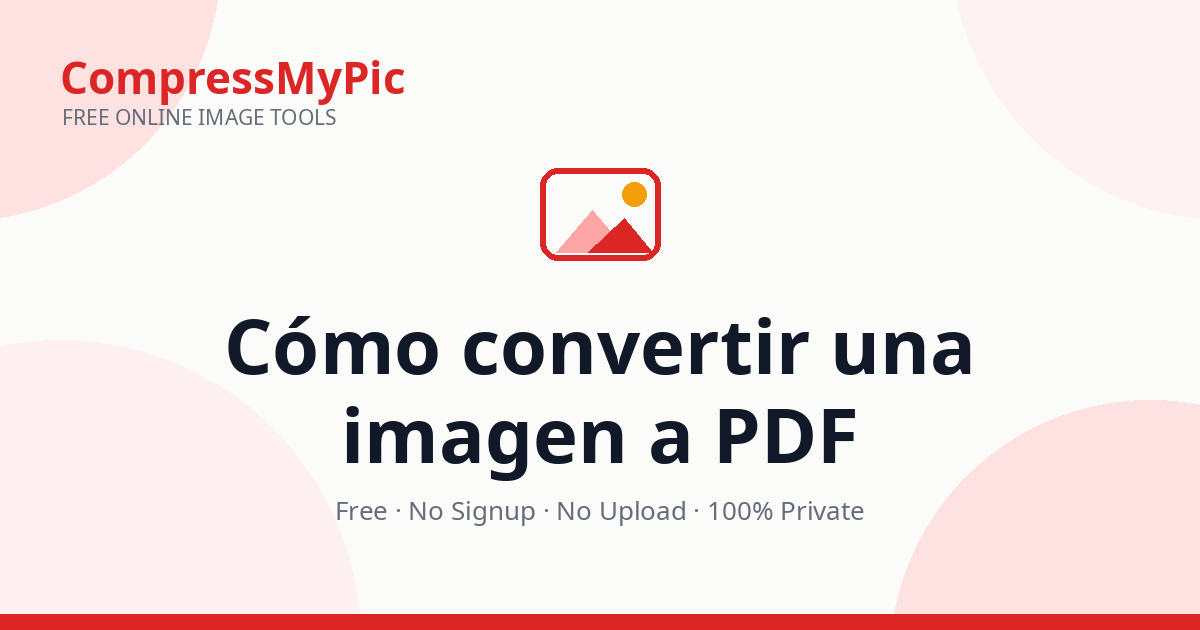 CompressMyPic
FREE ONLINE IMAGE TOOLS
Cómo convertir una
imagen a PDF
Free · No Signup · No Upload · 100% Private